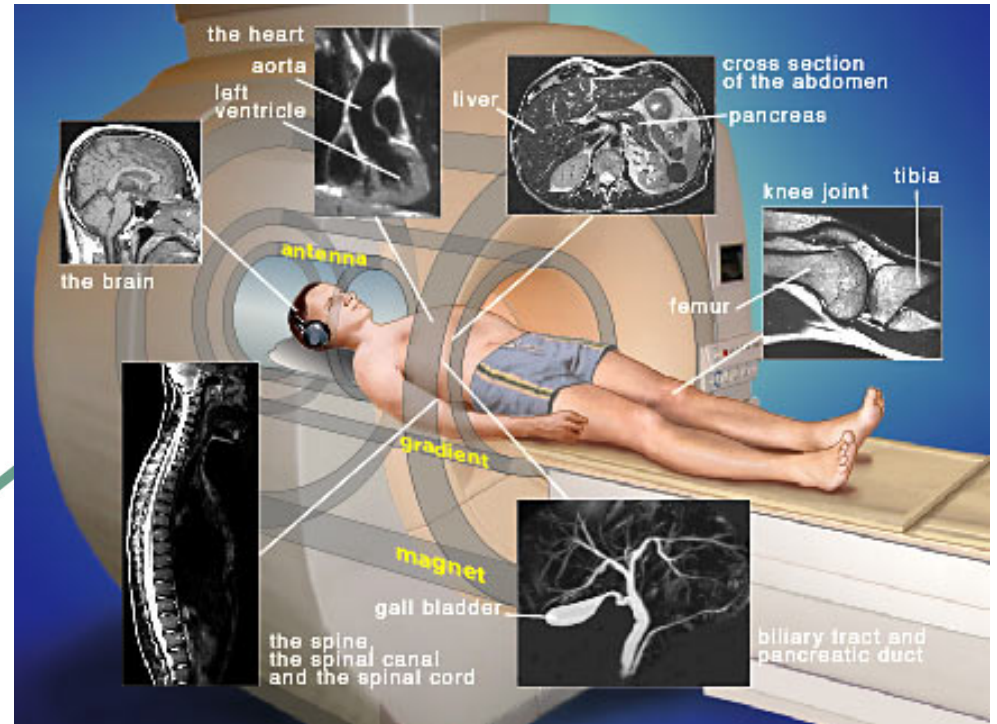 the heart
aorta
left
ventricle
liver
cross section
of the abdomen
pancreas
knee joint
tibia
femur
the brain
antenna
gradient
magnet
gall bladder
the spine,
the spinal canal
and the spinal cord
biliary tract and
pancreatic duct